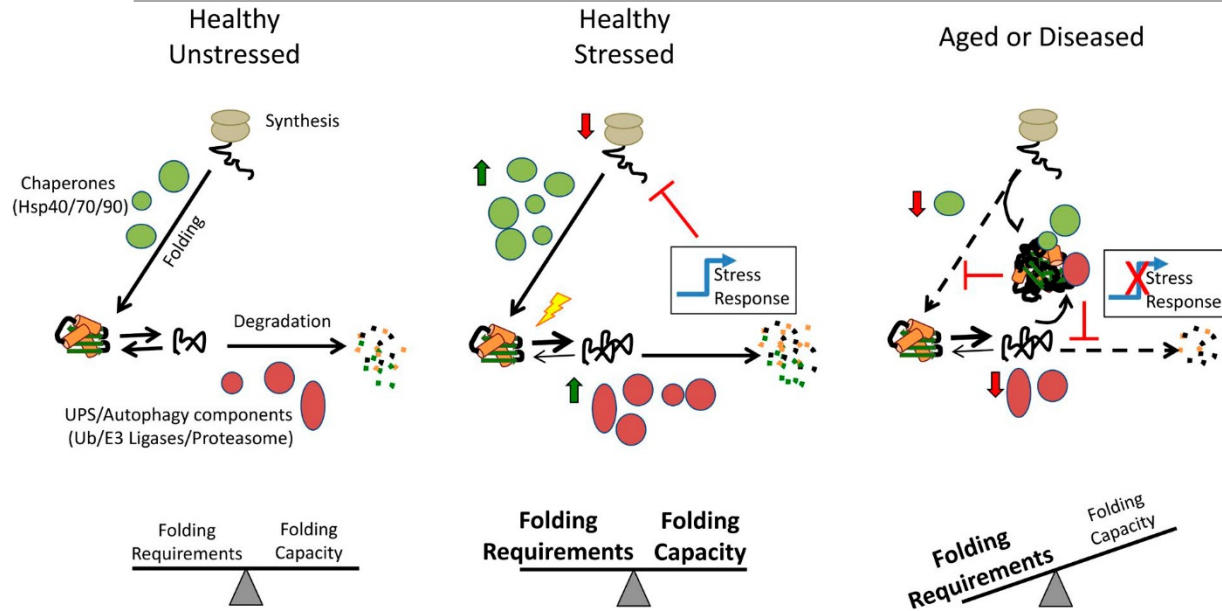 Healthy
Unstressed
Synthesis
Chaperones
(Hsp40/70/90)
Folding
Degradation
UPS/Autophagy components
(Ub/E3 Ligases/Proteasome)
Folding
Requirements
Folding
Capacity
Healthy
Stressed
Stress
Response
Folding
Requirements
Folding
Capacity
Aged or Diseased
Stress
Response
Folding
Requirements
Folding
Capacity